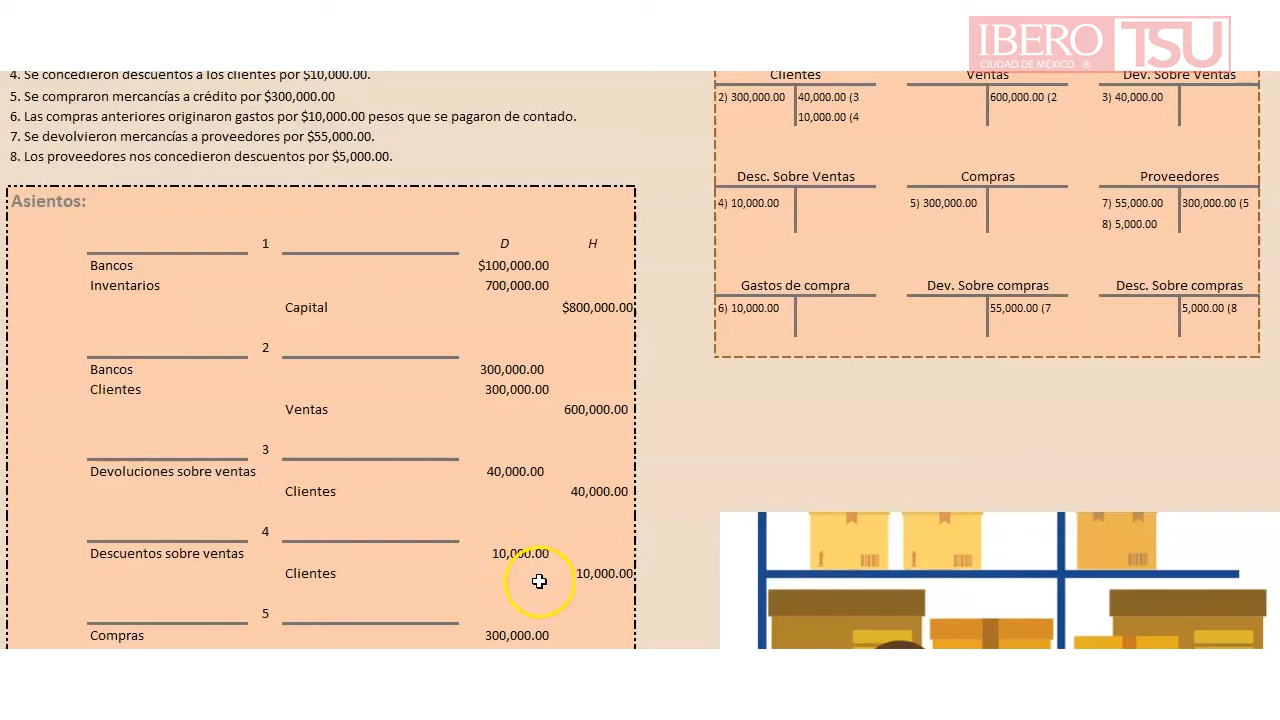 IBERO TSU
CIUDAD DE MÉXICO ®
4. Se concedieron descuentos a los clientes por $10,000.00.
5. Se compraron mercancías a crédito por $300,000.00
6. Las compras anteriores originaron gastos por $10,000.00 pesos que se pagaron de contado.
7. Se devolvieron mercancías a proveedores por $55,000.00.
8. Los proveedores nos concedieron descuentos por $5,000.00.
Asientos:
1 D H
Bancos $100,000.00
Inventarios 700,000.00
Capital $800,000.00
2
Bancos 300,000.00
Clientes 300,000.00
Ventas 600,000.00
3
Devoluciones sobre ventas 40,000.00
Clientes 40,000.00
4
Descuentos sobre ventas 10,000.00
Clientes 10,000.00
5
Compras 300,000.00
Clientes Ventas Dev. Sobre Ventas
2) 300,000.00 40,000.00 (3 600,000.00 (2 3) 40,000.00
10,000.00 (4
Desc. Sobre Ventas Compras Proveedores
4) 10,000.00 5) 300,000.00 7) 55,000.00 300,000.00 (5
8) 5,000.00
Gastos de compra Dev. Sobre compras Desc. Sobre compras
6) 10,000.00 55,000.00 (7 5,000.00 (8